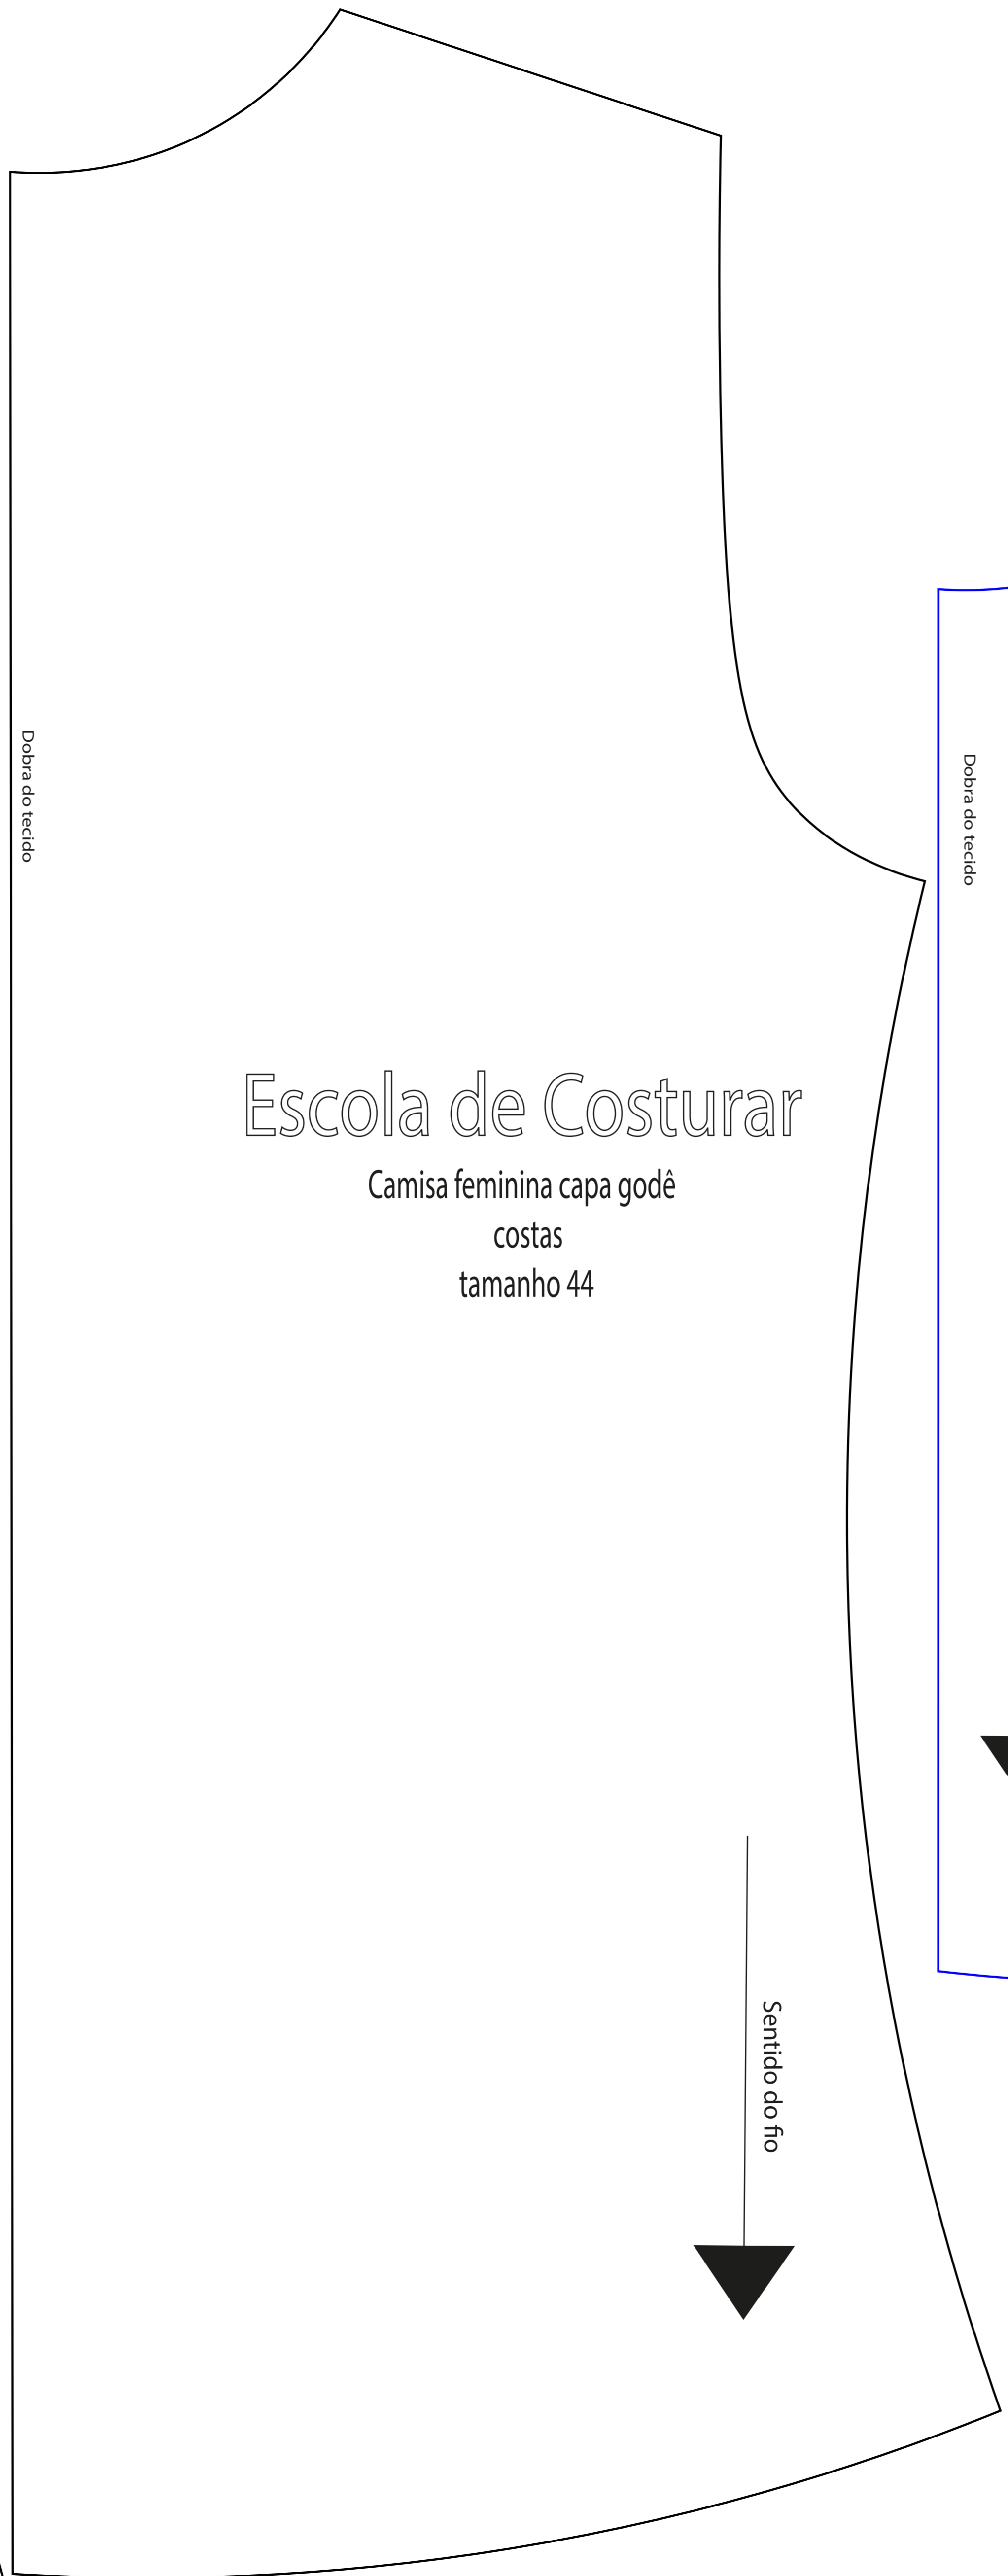 Dobra do tecido
Dobra do tecido
Escola de Costurar
Camisa feminina capa godê
costas
tamanho 44
Sentido do fio